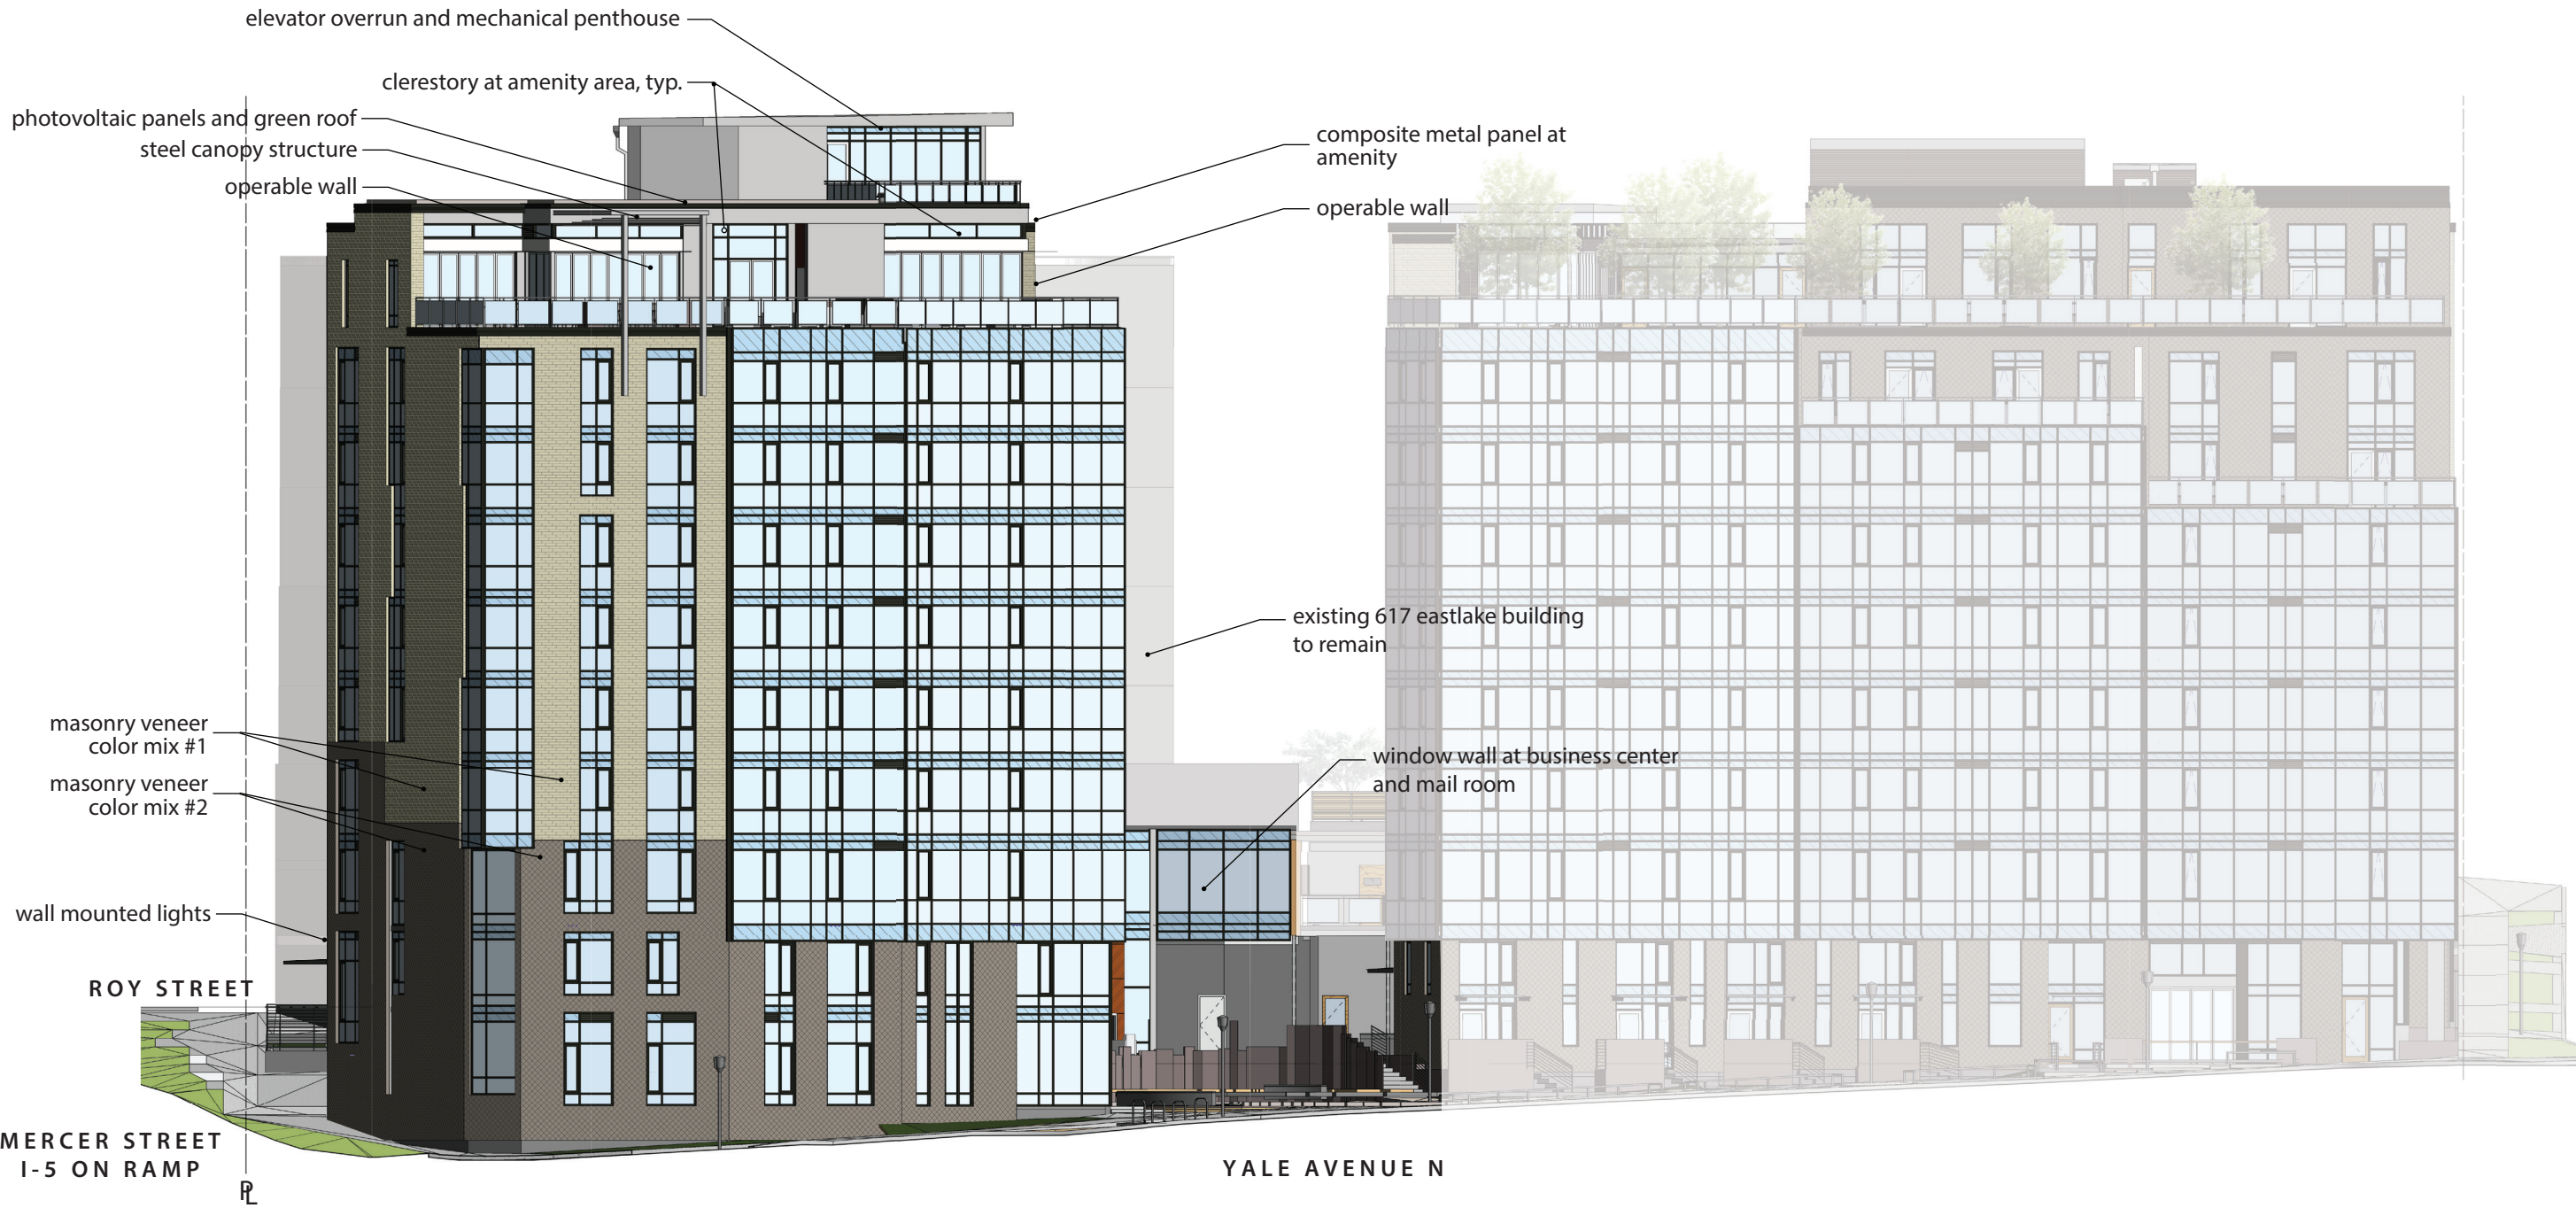 elevator overrun and mechanical penthouse
clerestory at amenity area, typ.
photovoltaic panels and green roof
steel canopy structure
operable wall
composite metal panel at
amenity
operable wall
existing 617 eastlake building
to remain
masonry veneer
color mix #1
masonry veneer
color mix #2
window wall at business center
and mail room
wall mounted lights
ROY STREET
MERCER STREET
I-5 ON RAMP
YALE AVENUE N
PL